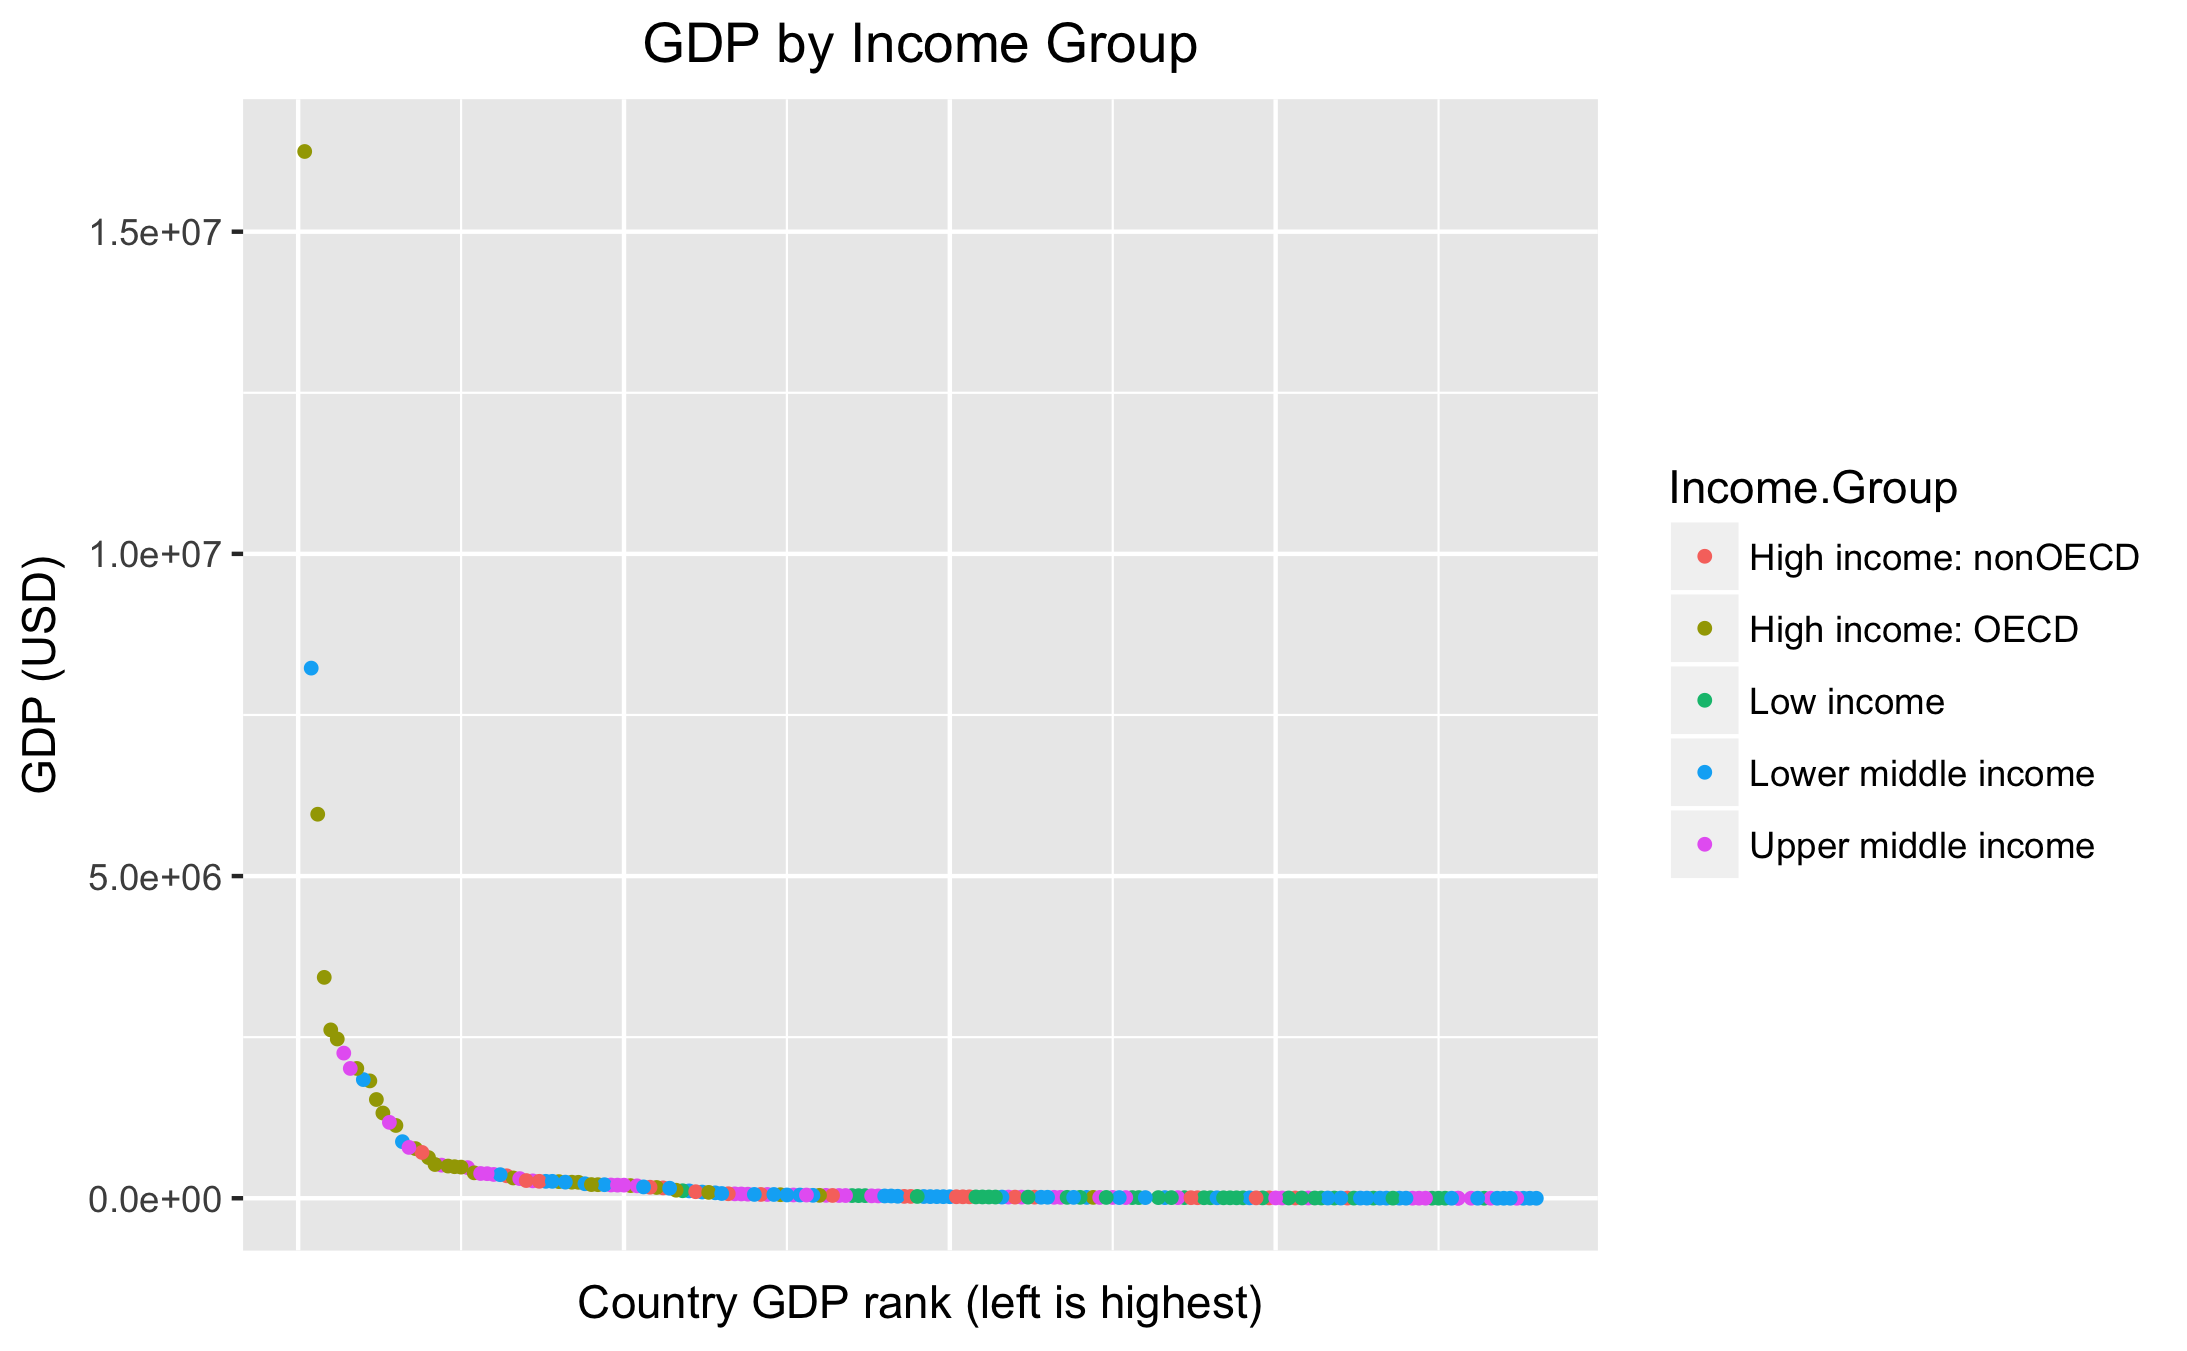 GDP by Income Group
1.5e+07
1.0e+07
5.0e+06
0.0e+00
GDP (USD)
Country GDP rank (left is highest)
Income.Group
High income: nonOECD
High income: OECD
Low income
Lower middle income
Upper middle income